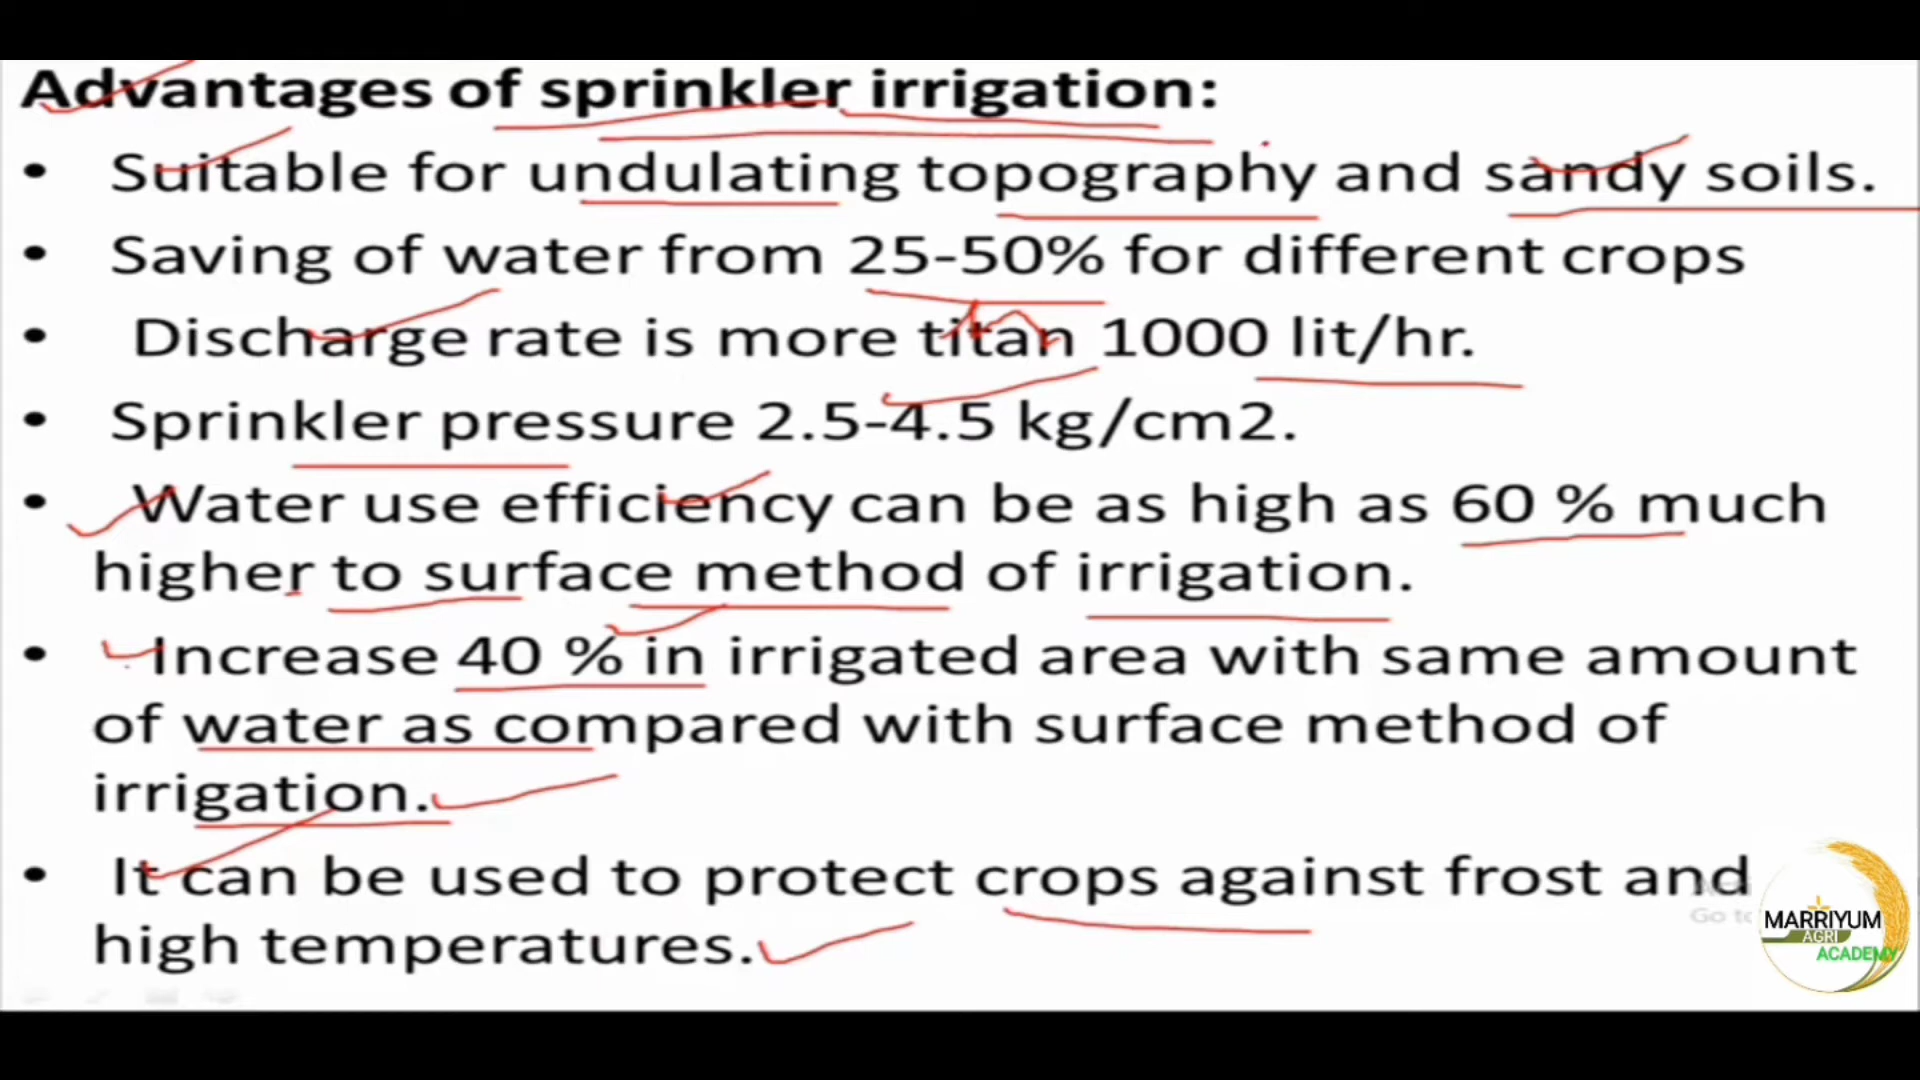 Advantages of sprinkler irrigation:
• Suitable for undulating topography and sandy soils.
• Saving of water from 25-50% for different crops
• Discharge rate is more titan 1000 lit/hr.
• Sprinkler pressure 2.5-4.5 kg/cm2.
• Water use efficiency can be as high as 60 % much
higher to surface method of irrigation.
• Increase 40 % in irrigated area with same amount
of water as compared with surface method of
irrigation.
• It can be used to protect crops against frost and
high temperatures.
Go to
MARRIYUM
AGRI
ACADEMY